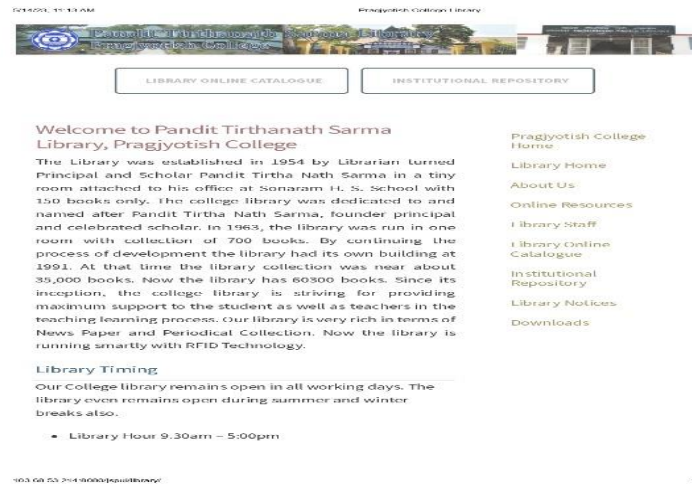 5/14/23, 11:13 AM
Pragjyotish College Library
Pandit Tirthanath Sarma Library
Pragjyotish College
LIBRARY ONLINE CATALOGUE
INSTITUTIONAL REPOSITORY
Welcome to Pandit Tirthanath Sarma
Library, Pragjyotish College
The Library was established in 1954 by Librarian turned
Principal and Scholar Pandit Tirtha Nath Sarma in a tiny
room attached to his office at Sonaram H. S. School with
150 books only. The college library was dedicated to and
named after Pandit Tirtha Nath Sarma, founder principal
and celebrated scholar. In 1963, the library was run in one
room with collection of 700 books. By continuing the
process of development the library had its own building at
1991. At that time the library collection was near about
35,000 books. Now the library has 60300 books. Since its
inception, the college library is striving for providing
maximum support to the student as well as teachers in the
teaching learning process. Our library is very rich in terms of
News Paper and Periodical Collection. Now the library is
running smartly with RFID Technology.
Library Timing
Our College library remains open in all working days. The
library even remains open during summer and winter
breaks also.
• Library Hour 9.30am – 5:00pm
Pragjyotish College
Home
Library Home
About Us
Online Resources
Library Staff
Library Online
Catalogue
Institutional
Repository
Library Notices
Downloads